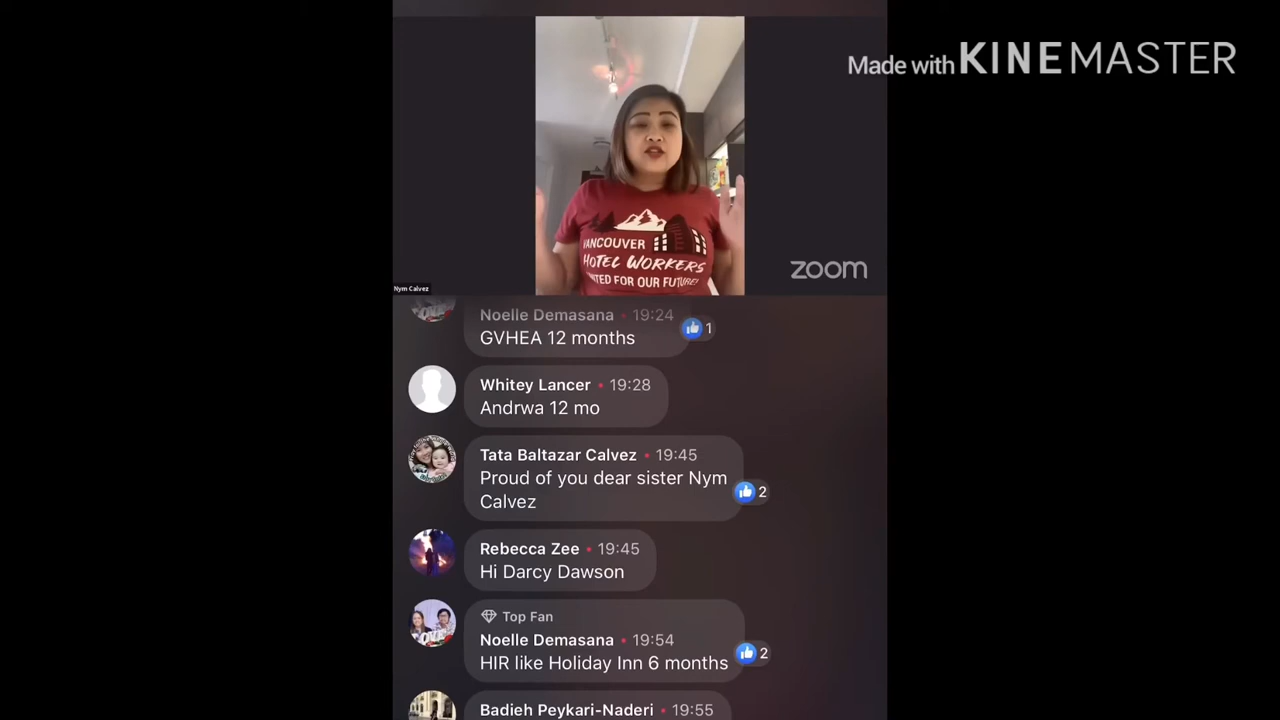 Made with KINEMASTER
VANCOUVER
HOTEL WORKERS
UNITED FOR OUR FUTURE!
zoom
Nym Calvez
Noelle Demasana • 19:24
GVHEA 12 months
1
Whitey Lancer • 19:28
Andrwa 12 mo
Tata Baltazar Calvez • 19:45
Proud of you dear sister Nym
Calvez
2
Rebecca Zee • 19:45
Hi Darcy Dawson
Top Fan
Noelle Demasana • 19:54
HIR like Holiday Inn 6 months
2
Badieh Peykari-Naderi • 19:55